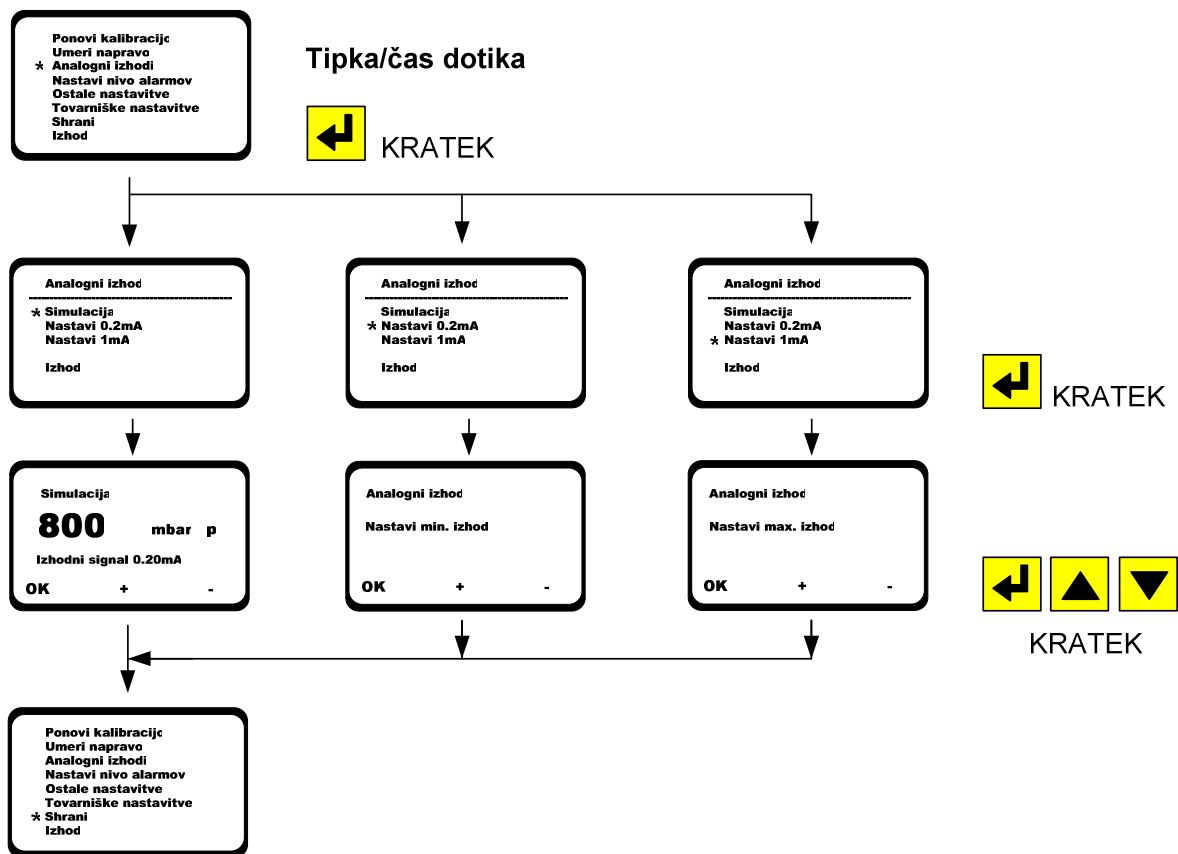 Ponovi kalibracijo
Umeri napravo
* Analogni izhodi
Nastavi nivo alarmov
Ostale nastavitve
Tovarniške nastavitve
Shrani
Izhod
Tipka/čas dotika
KRATEK
Analogni izhod
* Simulacija
Nastavi 0.2mA
Nastavi 1mA
Izhod
Analogni izhod
Simulacija
* Nastavi 0.2mA
Nastavi 1mA
Izhod
Analogni izhod
Simulacija
Nastavi 0.2mA
* Nastavi 1mA
Izhod
KRATEK
Simulacija
800 mbar p
Izhodni signal 0.20mA
OK + -
Analogni izhod
Nastavi min. izhod
OK + -
Analogni izhod
Nastavi max. izhod
OK + -
KRATEK
Ponovi kalibracijo
Umeri napravo
Analogni izhodi
Nastavi nivo alarmov
Ostale nastavitve
Tovarniške nastavitve
* Shrani
Izhod